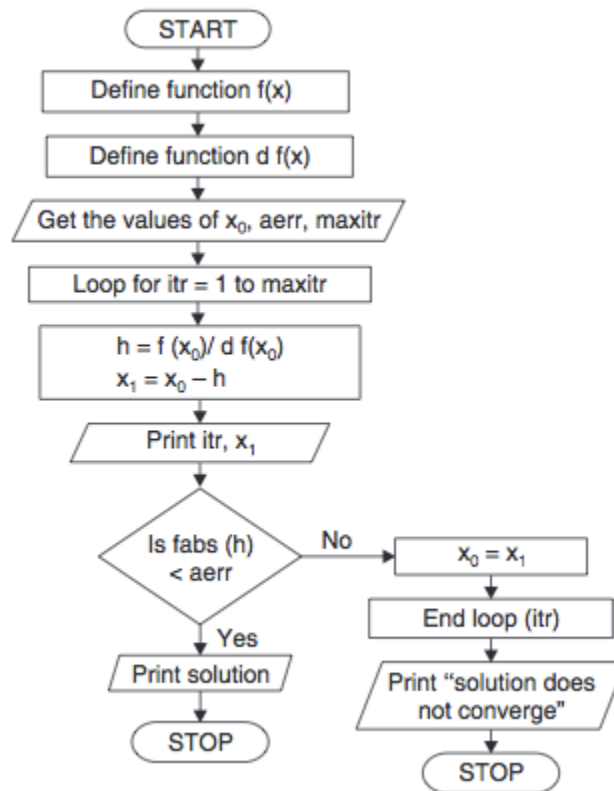 START
Define function f(x)
Define function d f(x)
Get the values of x₀, aerr, maxitr
Loop for itr = 1 to maxitr
h = f (x₀)/ d f(x₀)
x₁ = x₀ – h
Print itr, x₁
Is fabs (h)
< aerr
No
x₀ = x₁
End loop (itr)
Print “solution does
not converge”
STOP
Yes
Print solution
STOP